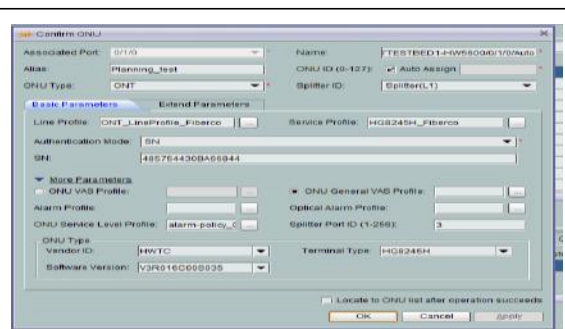 Confirm ONU
Associated Port: 0/1/0 * Name: /TESTBED1-HW5800/0/1/0/Auto *
Alias: Planning_test ONU ID (0-127): Auto Assign *
ONU Type: ONT * Splitter ID: Splitter(L1)
Basic Parameters Extend Parameters
Line Profile: ONT_LineProfile_Fiberco ... Service Profile: HG8245H_Fiberco ...
Authentication Mode: SN *
SN:
More Parameters
ONU VAS Profile: ... ONU General VAS Profile: ...
Alarm Profile: ... Optical Alarm Profile: ...
ONU Service Level Profile: alarm-policy_ ... Splitter Port ID (1-256): 3
ONU Type
Vendor ID: HWTC Terminal Type: HG8245H
Software Version: V3R016C00S035
Locate to ONU list after operation succeeds
OK Cancel Apply